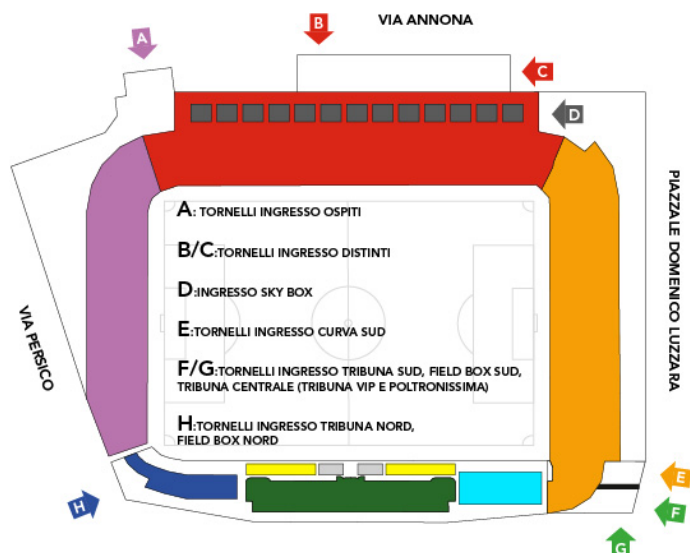 VIA ANNONA
B
A
C
D
A: TORNELLI INGRESSO OSPITI
B/C:TORNELLI INGRESSO DISTINTI
D:INGRESSO SKY BOX
E:TORNELLI INGRESSO CURVA SUD
F/G:TORNELLI INGRESSO TRIBUNA SUD, FIELD BOX SUD,
TRIBUNA CENTRALE (TRIBUNA VIP E POLTRONISSIMA)
H:TORNELLI INGRESSO TRIBUNA NORD,
FIELD BOX NORD
VIA PERSICO
PIAZZALE DOMENICO LUZZARA
H
E
F
G